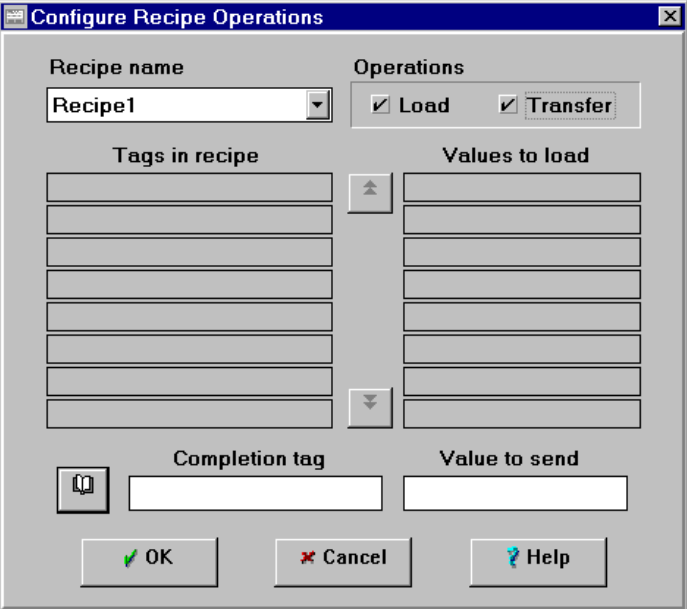 Configure Recipe Operations
Recipe name
Operations
Recipe1
Load
Transfer
Tags in recipe
Values to load
Completion tag
Value to send
OK
Cancel
Help